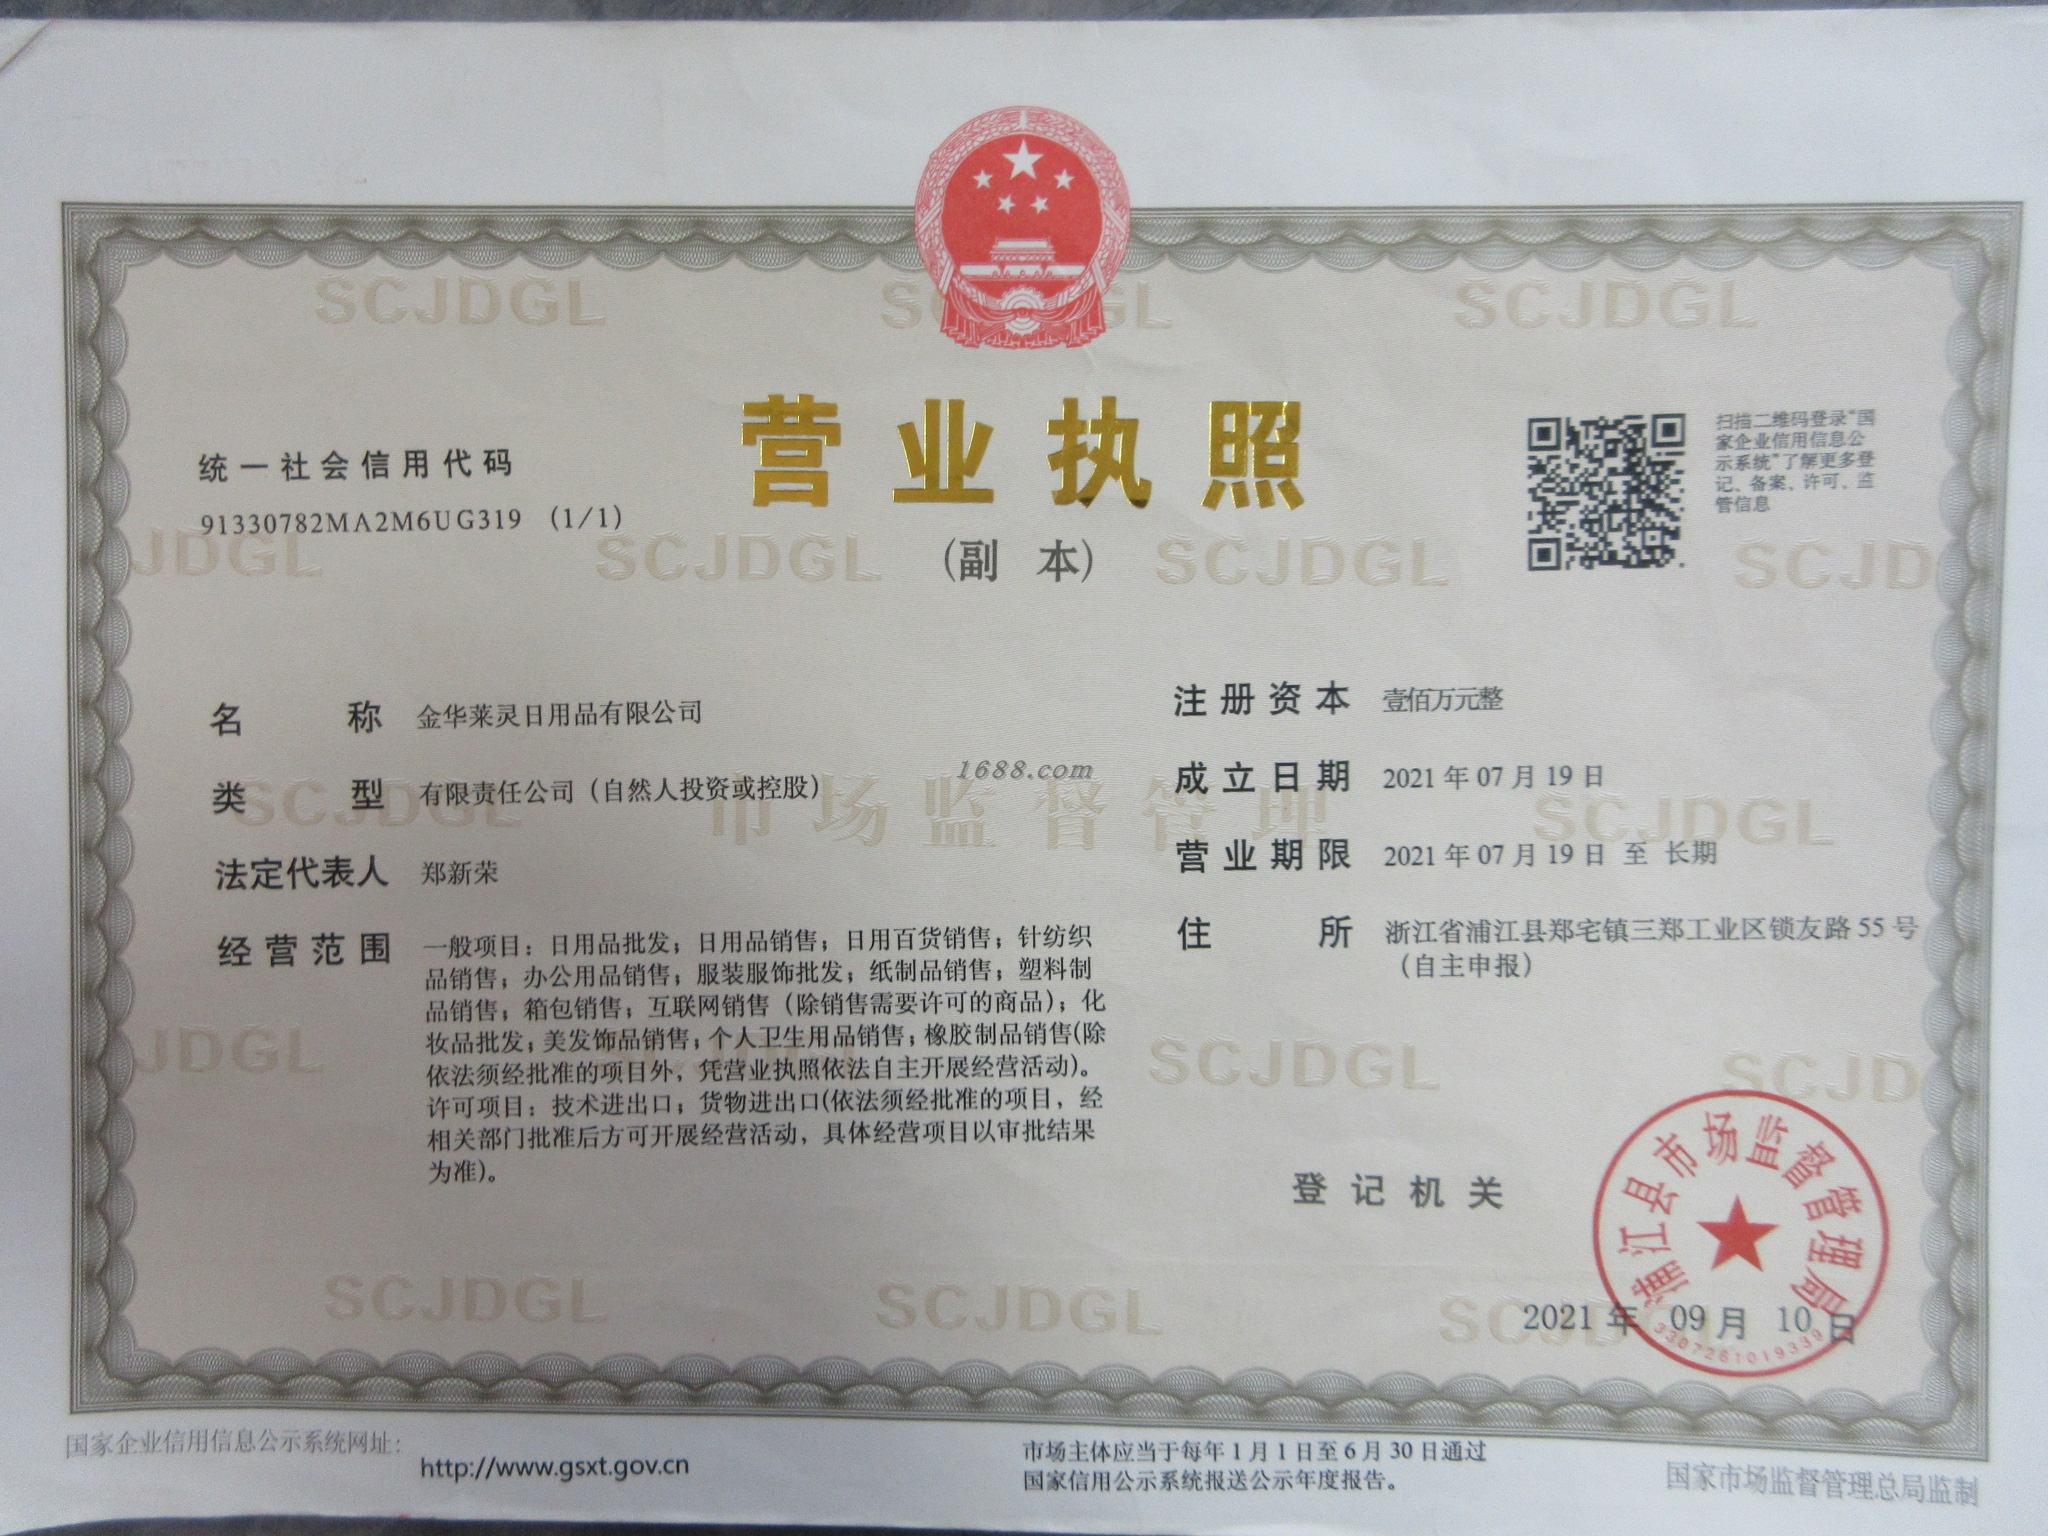 SCJDGL
SCJDGL
营业执照
(副 本)
统一社会信用代码
91330782MA2M6UG319 (1/1)
扫描二维码登录“国
家企业信用信息公
示系统”了解更多登
记、备案、许可、监
管信息
JDGL
SCJDGL
SCJDGL
SCJD
名 称 金华莱灵日用品有限公司
类 型 有限责任公司（自然人投资或控股）
法定代表人 郑新荣
经营范围 一般项目：日用品批发；日用品销售；日用百货销售；针纺织
品销售；办公用品销售；服装服饰批发；纸制品销售；塑料制
品销售；箱包销售；互联网销售（除销售需要许可的商品）；化
妆品批发；美发饰品销售；个人卫生用品销售；橡胶制品销售(除
依法须经批准的项目外，凭营业执照依法自主开展经营活动)。
许可项目：技术进出口；货物进出口(依法须经批准的项目，经
相关部门批准后方可开展经营活动，具体经营项目以审批结果
为准)。
1688.com
市场监督管理
SCJDGL
SCJDGL
注册资本 壹佰万元整
成立日期 2021年07月19日
营业期限 2021年07月19日 至 长期
住 所 浙江省浦江县郑宅镇三郑工业区锁友路55号
（自主申报）
JDGL
SCJDGL
SCJD
登记机关
浦江县市场监督管理局
2021年 09月 10日
3307261019339
SCJDGL
SCJDGL
国家企业信用信息公示系统网址：
http://www.gsxt.gov.cn
市场主体应当于每年1月1日至6月30日通过
国家信用公示系统报送公示年度报告。
国家市场监督管理总局监制